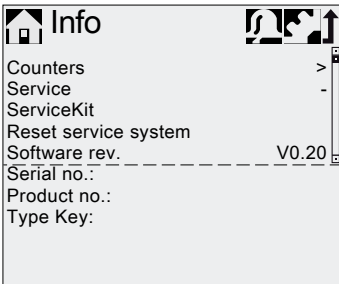 Info
Counters >
Service -
ServiceKit
Reset service system
Software rev. V0.20
Serial no.:
Product no.:
Type Key: